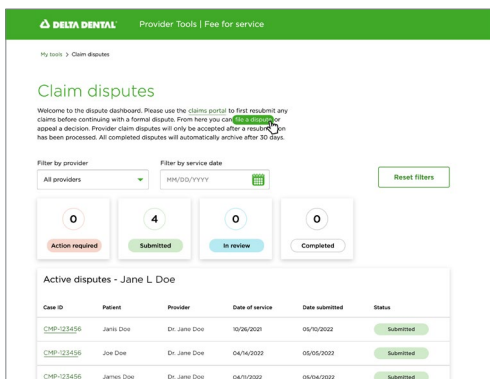 DELTA DENTAL® Provider Tools | Fee for service
My tools > Claim disputes
Claim disputes
Welcome to the dispute dashboard. Please use the claims portal to first resubmit any
claims before continuing with a formal dispute. From here you can file a dispute or
appeal a decision. Provider claim disputes will only be accepted after a
has been processed. All completed disputes will automatically archive after 30 days.
Filter by provider Filter by service date
All providers MM/DD/YYYY Reset filters
0 4 0 0
Action required Submitted In review Completed
Active disputes - Jane L Doe
Case ID Patient Provider Date of service Date submitted Status
CMP-123456 Janis Doe Dr. Jane Doe 10/26/2021 05/10/2022 Submitted
CMP-123456 Joe Doe Dr. Jane Doe 04/14/2022 05/05/2022 Submitted
CMP-123456 James Doe Dr. Jane Doe 04/11/2022 05/04/2022 Submitted